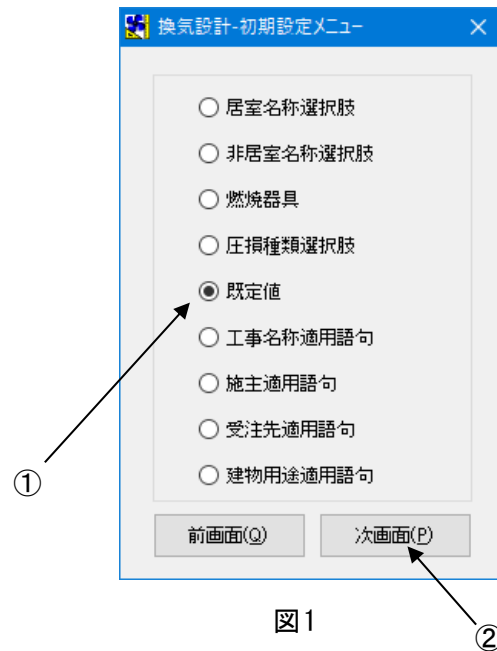 換気設計-初期設定メニュー
居室名称選択肢
非居室名称選択肢
燃焼器具
圧損種類選択肢
既定値
工事名称適用語句
施主適用語句
受注先適用語句
建物用途適用語句
①
前画面(Q) 次画面(P)
図1
②